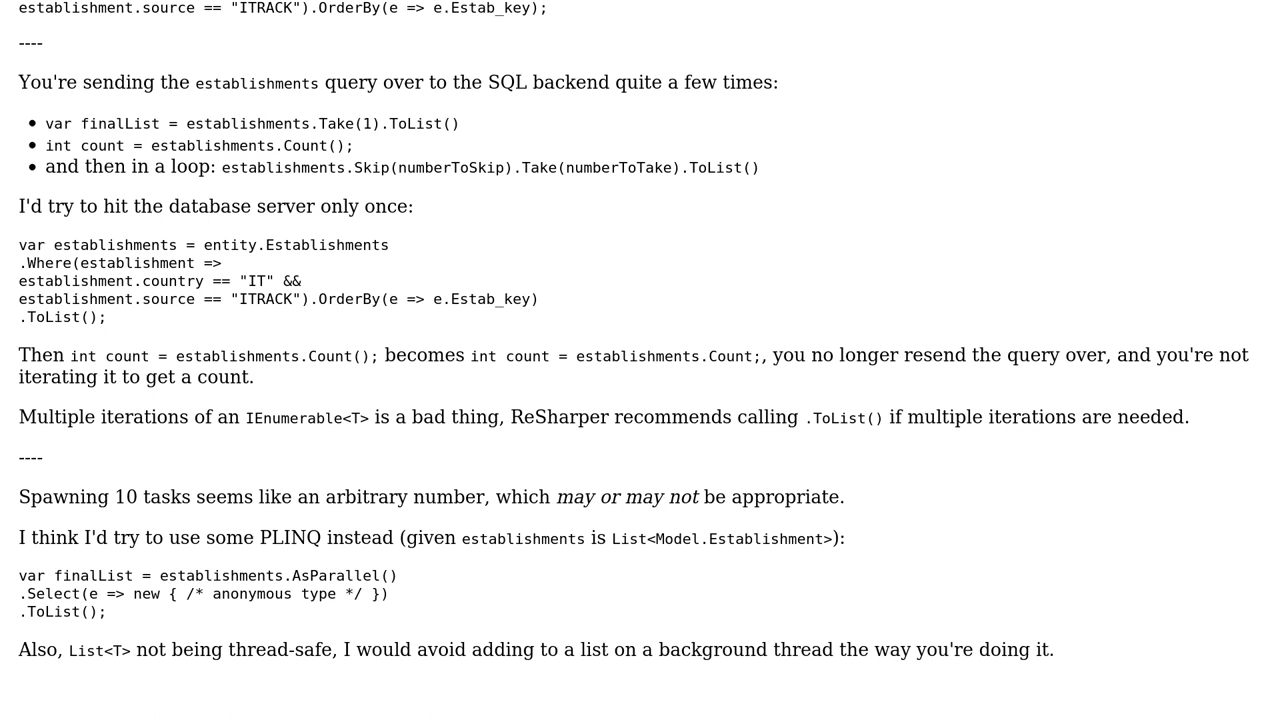 establishment.source == "ITRACK").OrderBy(e => e.Estab_key);
----
You're sending the establishments query over to the SQL backend quite a few times:
• var finalList = establishments.Take(1).ToList()
• int count = establishments.Count();
• and then in a loop: establishments.Skip(numberToSkip).Take(numberToTake).ToList()
I'd try to hit the database server only once:
var establishments = entity.Establishments
.Where(establishment =>
establishment.country == "IT" &&
establishment.source == "ITRACK").OrderBy(e => e.Estab_key)
.ToList();
Then int count = establishments.Count(); becomes int count = establishments.Count;, you no longer resend the query over, and you're not
iterating it to get a count.
Multiple iterations of an IEnumerable<T> is a bad thing, ReSharper recommends calling .ToList() if multiple iterations are needed.
----
Spawning 10 tasks seems like an arbitrary number, which may or may not be appropriate.
I think I'd try to use some PLINQ instead (given establishments is List<Model.Establishment>):
var finalList = establishments.AsParallel()
.Select(e => new { /* anonymous type */ })
.ToList();
Also, List<T> not being thread-safe, I would avoid adding to a list on a background thread the way you're doing it.